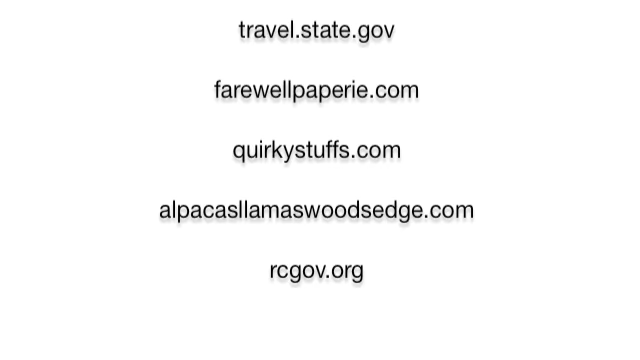 travel.state.gov
farewellpaperie.com
quirkystuffs.com
alpacasllamaswoodsedge.com
rcgov.org